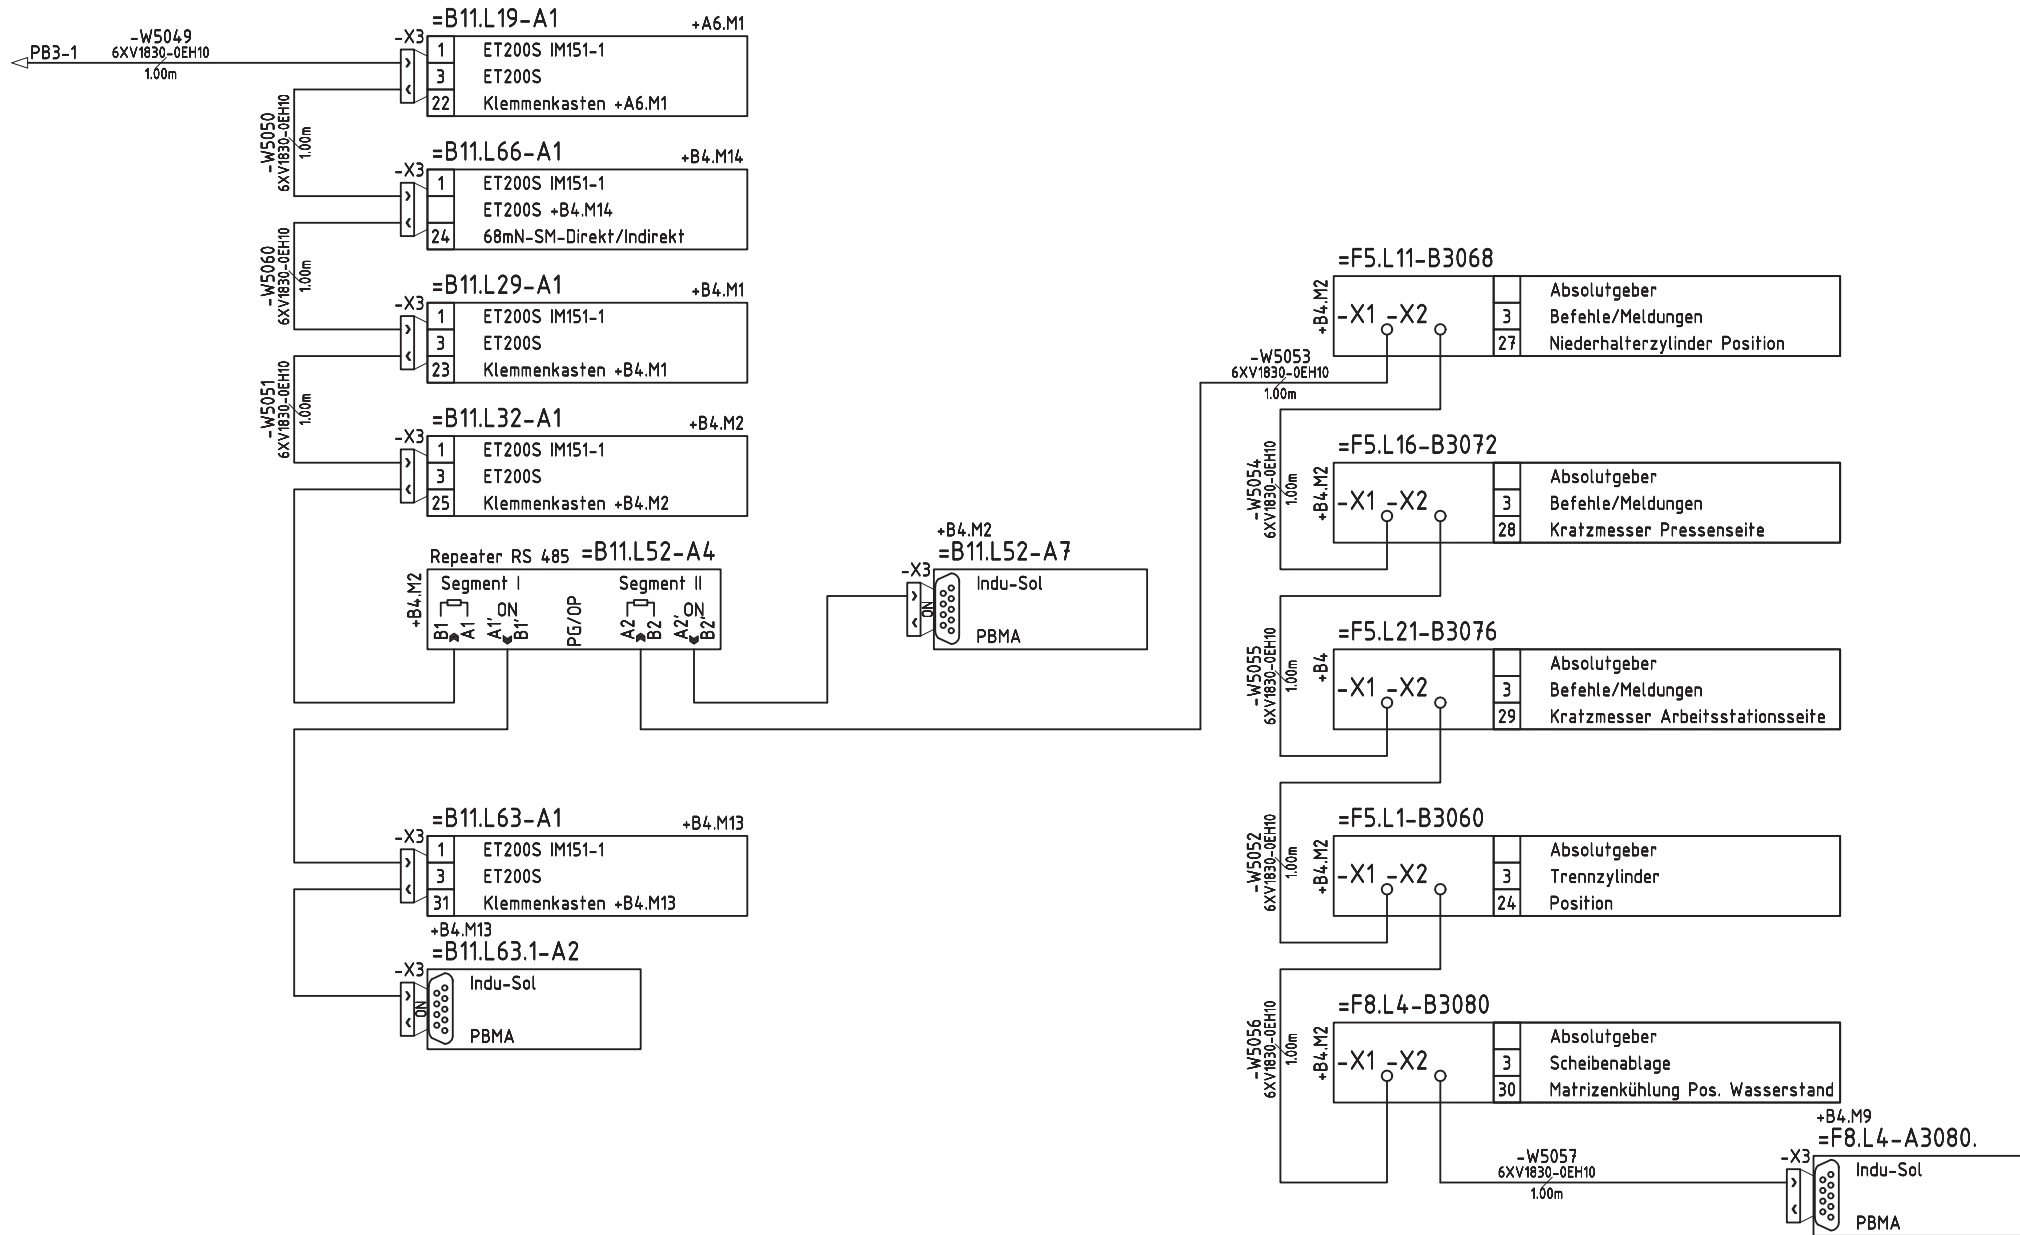 PB3-1
-W5049
6XV1830-0EH10
1.00m
=B11.L19-A1
+A6.M1
-X3
1 ET200S IM151-1
3 ET200S
22 Klemmenkasten +A6.M1
-W5050
6XV1830-0EH10
1.00m
=B11.L66-A1
+B4.M14
-X3
1 ET200S IM151-1
ET200S +B4.M14
24 68mN-SM-Direkt/Indirekt
-W5060
6XV1830-0EH10
1.00m
=B11.L29-A1
+B4.M1
-X3
1 ET200S IM151-1
3 ET200S
23 Klemmenkasten +B4.M1
-W5051
6XV1830-0EH10
1.00m
=B11.L32-A1
+B4.M2
-X3
1 ET200S IM151-1
3 ET200S
25 Klemmenkasten +B4.M2
Repeater RS 485 =B11.L52-A4
+B4.M2
Segment I
Segment II
ON
ON
B1 A1 A1' B1' PG/OP A2 B2 A2' B2'
+B4.M2
=B11.L52-A7
-X3
ON
Indu-Sol
PBMA
=B11.L63-A1
+B4.M13
-X3
1 ET200S IM151-1
3 ET200S
31 Klemmenkasten +B4.M13
+B4.M13
=B11.L63.1-A2
-X3
ON
Indu-Sol
PBMA
-W5053
6XV1830-0EH10
1.00m
=F5.L11-B3068
+B4.M2
-X1 -X2
Absolutgeber
3 Befehle/Meldungen
27 Niederhalterzylinder Position
-W5054
6XV1830-0EH10
1.00m
=F5.L16-B3072
+B4.M2
-X1 -X2
Absolutgeber
3 Befehle/Meldungen
28 Kratzmesser Pressenseite
-W5055
6XV1830-0EH10
1.00m
=F5.L21-B3076
+B4
-X1 -X2
Absolutgeber
3 Befehle/Meldungen
29 Kratzmesser Arbeitsstationsseite
-W5052
6XV1830-0EH10
1.00m
=F5.L1-B3060
+B4.M2
-X1 -X2
Absolutgeber
3 Trennzylinder
24 Position
-W5056
6XV1830-0EH10
1.00m
=F8.L4-B3080
+B4.M2
-X1 -X2
Absolutgeber
3 Scheibenablage
30 Matrizenkühlung Pos. Wasserstand
-W5057
6XV1830-0EH10
1.00m
+B4.M9
=F8.L4-A3080.
-X3
Indu-Sol
PBMA